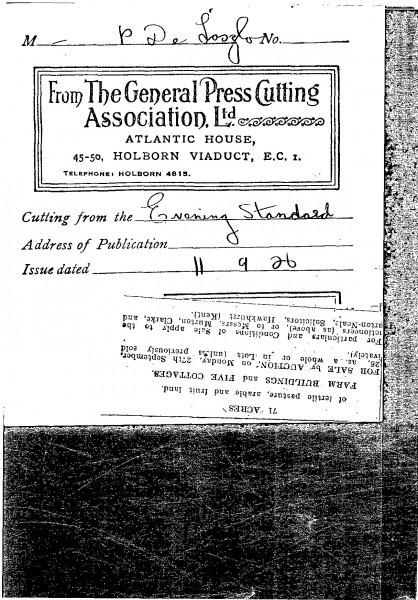 M P De Laszlo No.
From The General Press Cutting
Association, Ltd
ATLANTIC HOUSE,
45-50, HOLBORN VIADUCT, E.C. 1.
TELEPHONE: HOLBORN 4815.
Cutting from the Evening Standard
Address of Publication
Issue dated 11 9 26
71 ACRES
of fertile pasture, arable and fruit land.
FARM BUILDINGS and FIVE COTTAGES.
FOR SALE by AUCTION, on Monday, 27th September,
26, as a whole or in Lots (unless previously sold
ivately).
For particulars and Conditions of Sale apply to the
ctioneers (as above), or to Messrs. Murton, Clarke, and
urton-Neale, Solicitors, Hawkhurst (Kent).